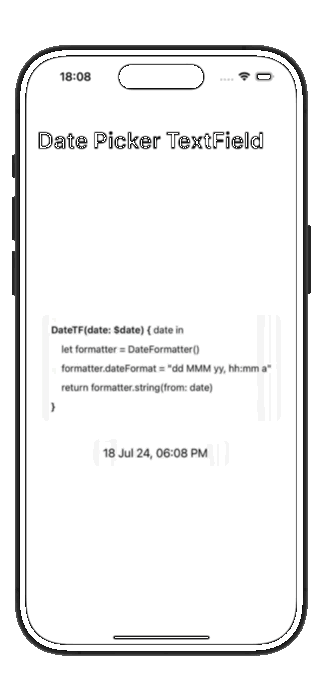 18:08
Date Picker TextField
DateTF(date: $date) { date in
let formatter = DateFormatter()
formatter.dateFormat = "dd MMM yy, hh:mm a"
return formatter.string(from: date)
}
18 Jul 24, 06:08 PM